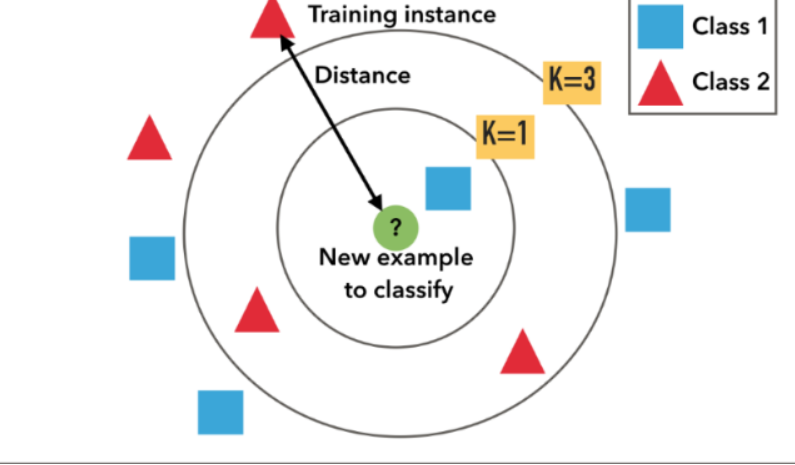 Training instance
Class 1
Distance
K=3
Class 2
K=1
?
New example
to classify